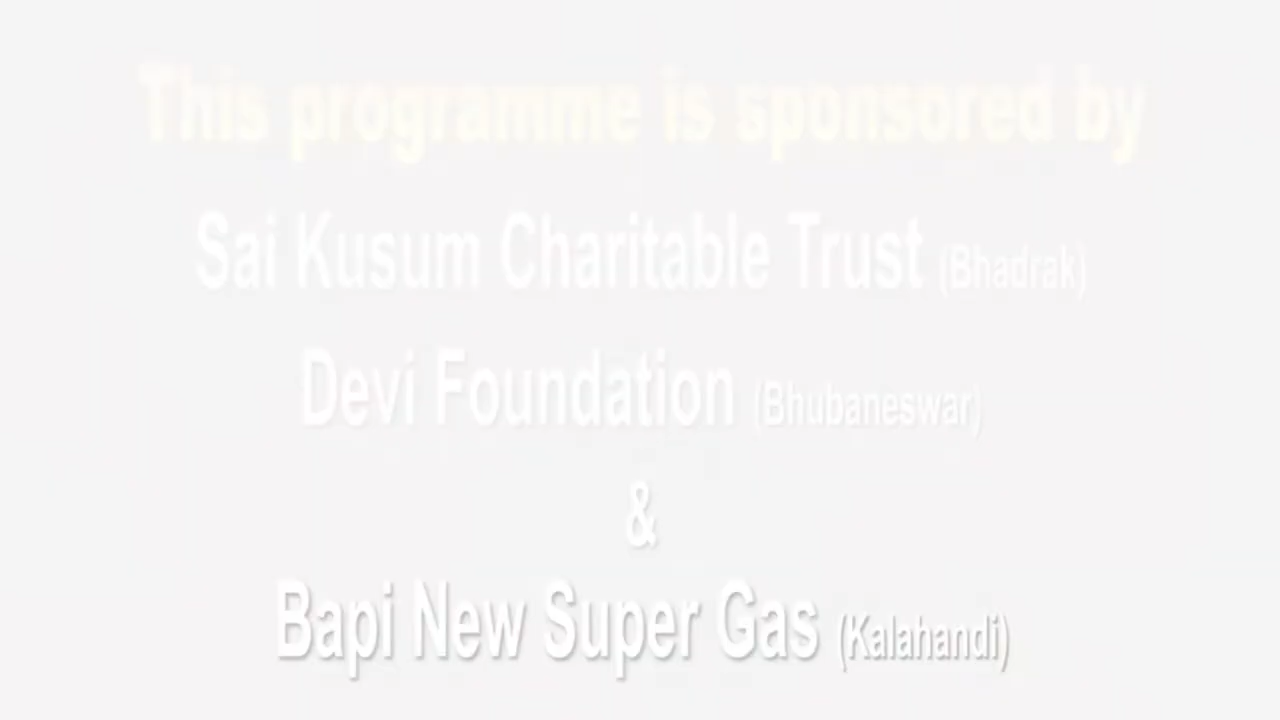 This programme is sponsored by
Sai Kusum Charitable Trust (Bhadrak)
Devi Foundation (Bhubaneswar)
&
Bapi New Super Gas (Kalahandi)